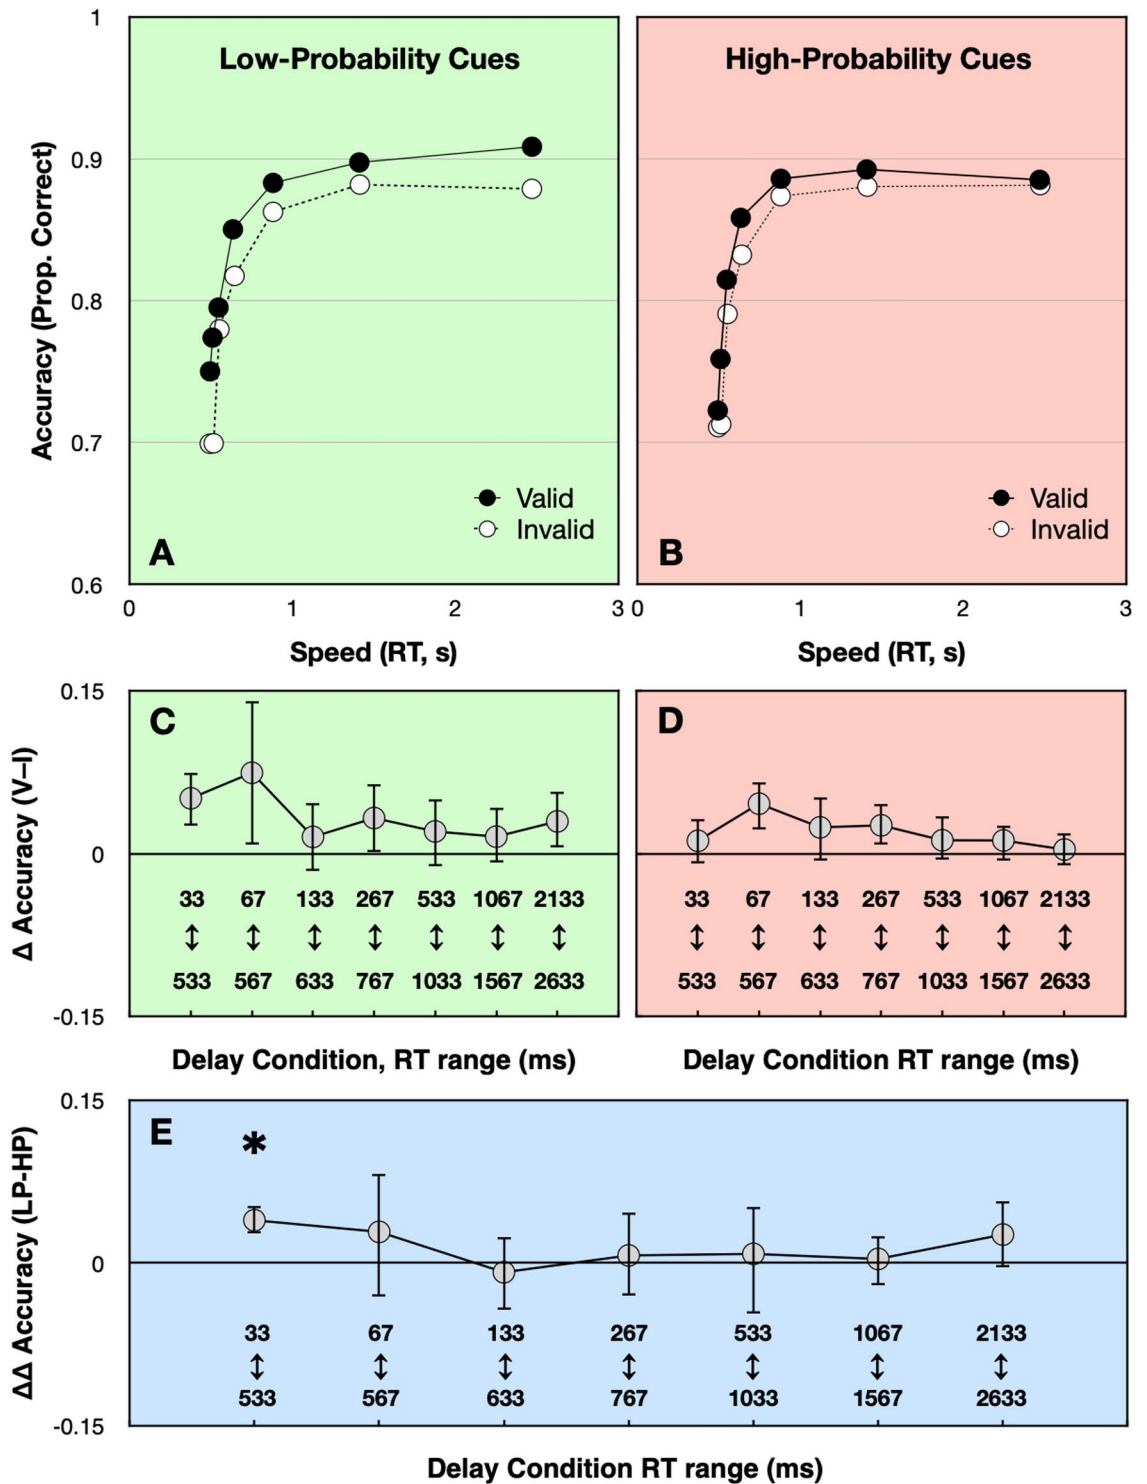 Low-Probability Cues
High-Probability Cues
Accuracy (Prop. Correct)
1
0.9
0.8
0.7
0.6
Valid
Invalid
A
Valid
Invalid
B
0 1 2 3
0 1 2 3
Speed (RT, s)
Speed (RT, s)
Δ Accuracy (V–I)
0.15
0
-0.15
C
33 67 133 267 533 1067 2133
↕ ↕ ↕ ↕ ↕ ↕ ↕
533 567 633 767 1033 1567 2633
D
33 67 133 267 533 1067 2133
↕ ↕ ↕ ↕ ↕ ↕ ↕
533 567 633 767 1033 1567 2633
Delay Condition, RT range (ms)
Delay Condition RT range (ms)
ΔΔ Accuracy (LP-HP)
0.15
0
-0.15
E
*
33 67 133 267 533 1067 2133
↕ ↕ ↕ ↕ ↕ ↕ ↕
533 567 633 767 1033 1567 2633
Delay Condition RT range (ms)